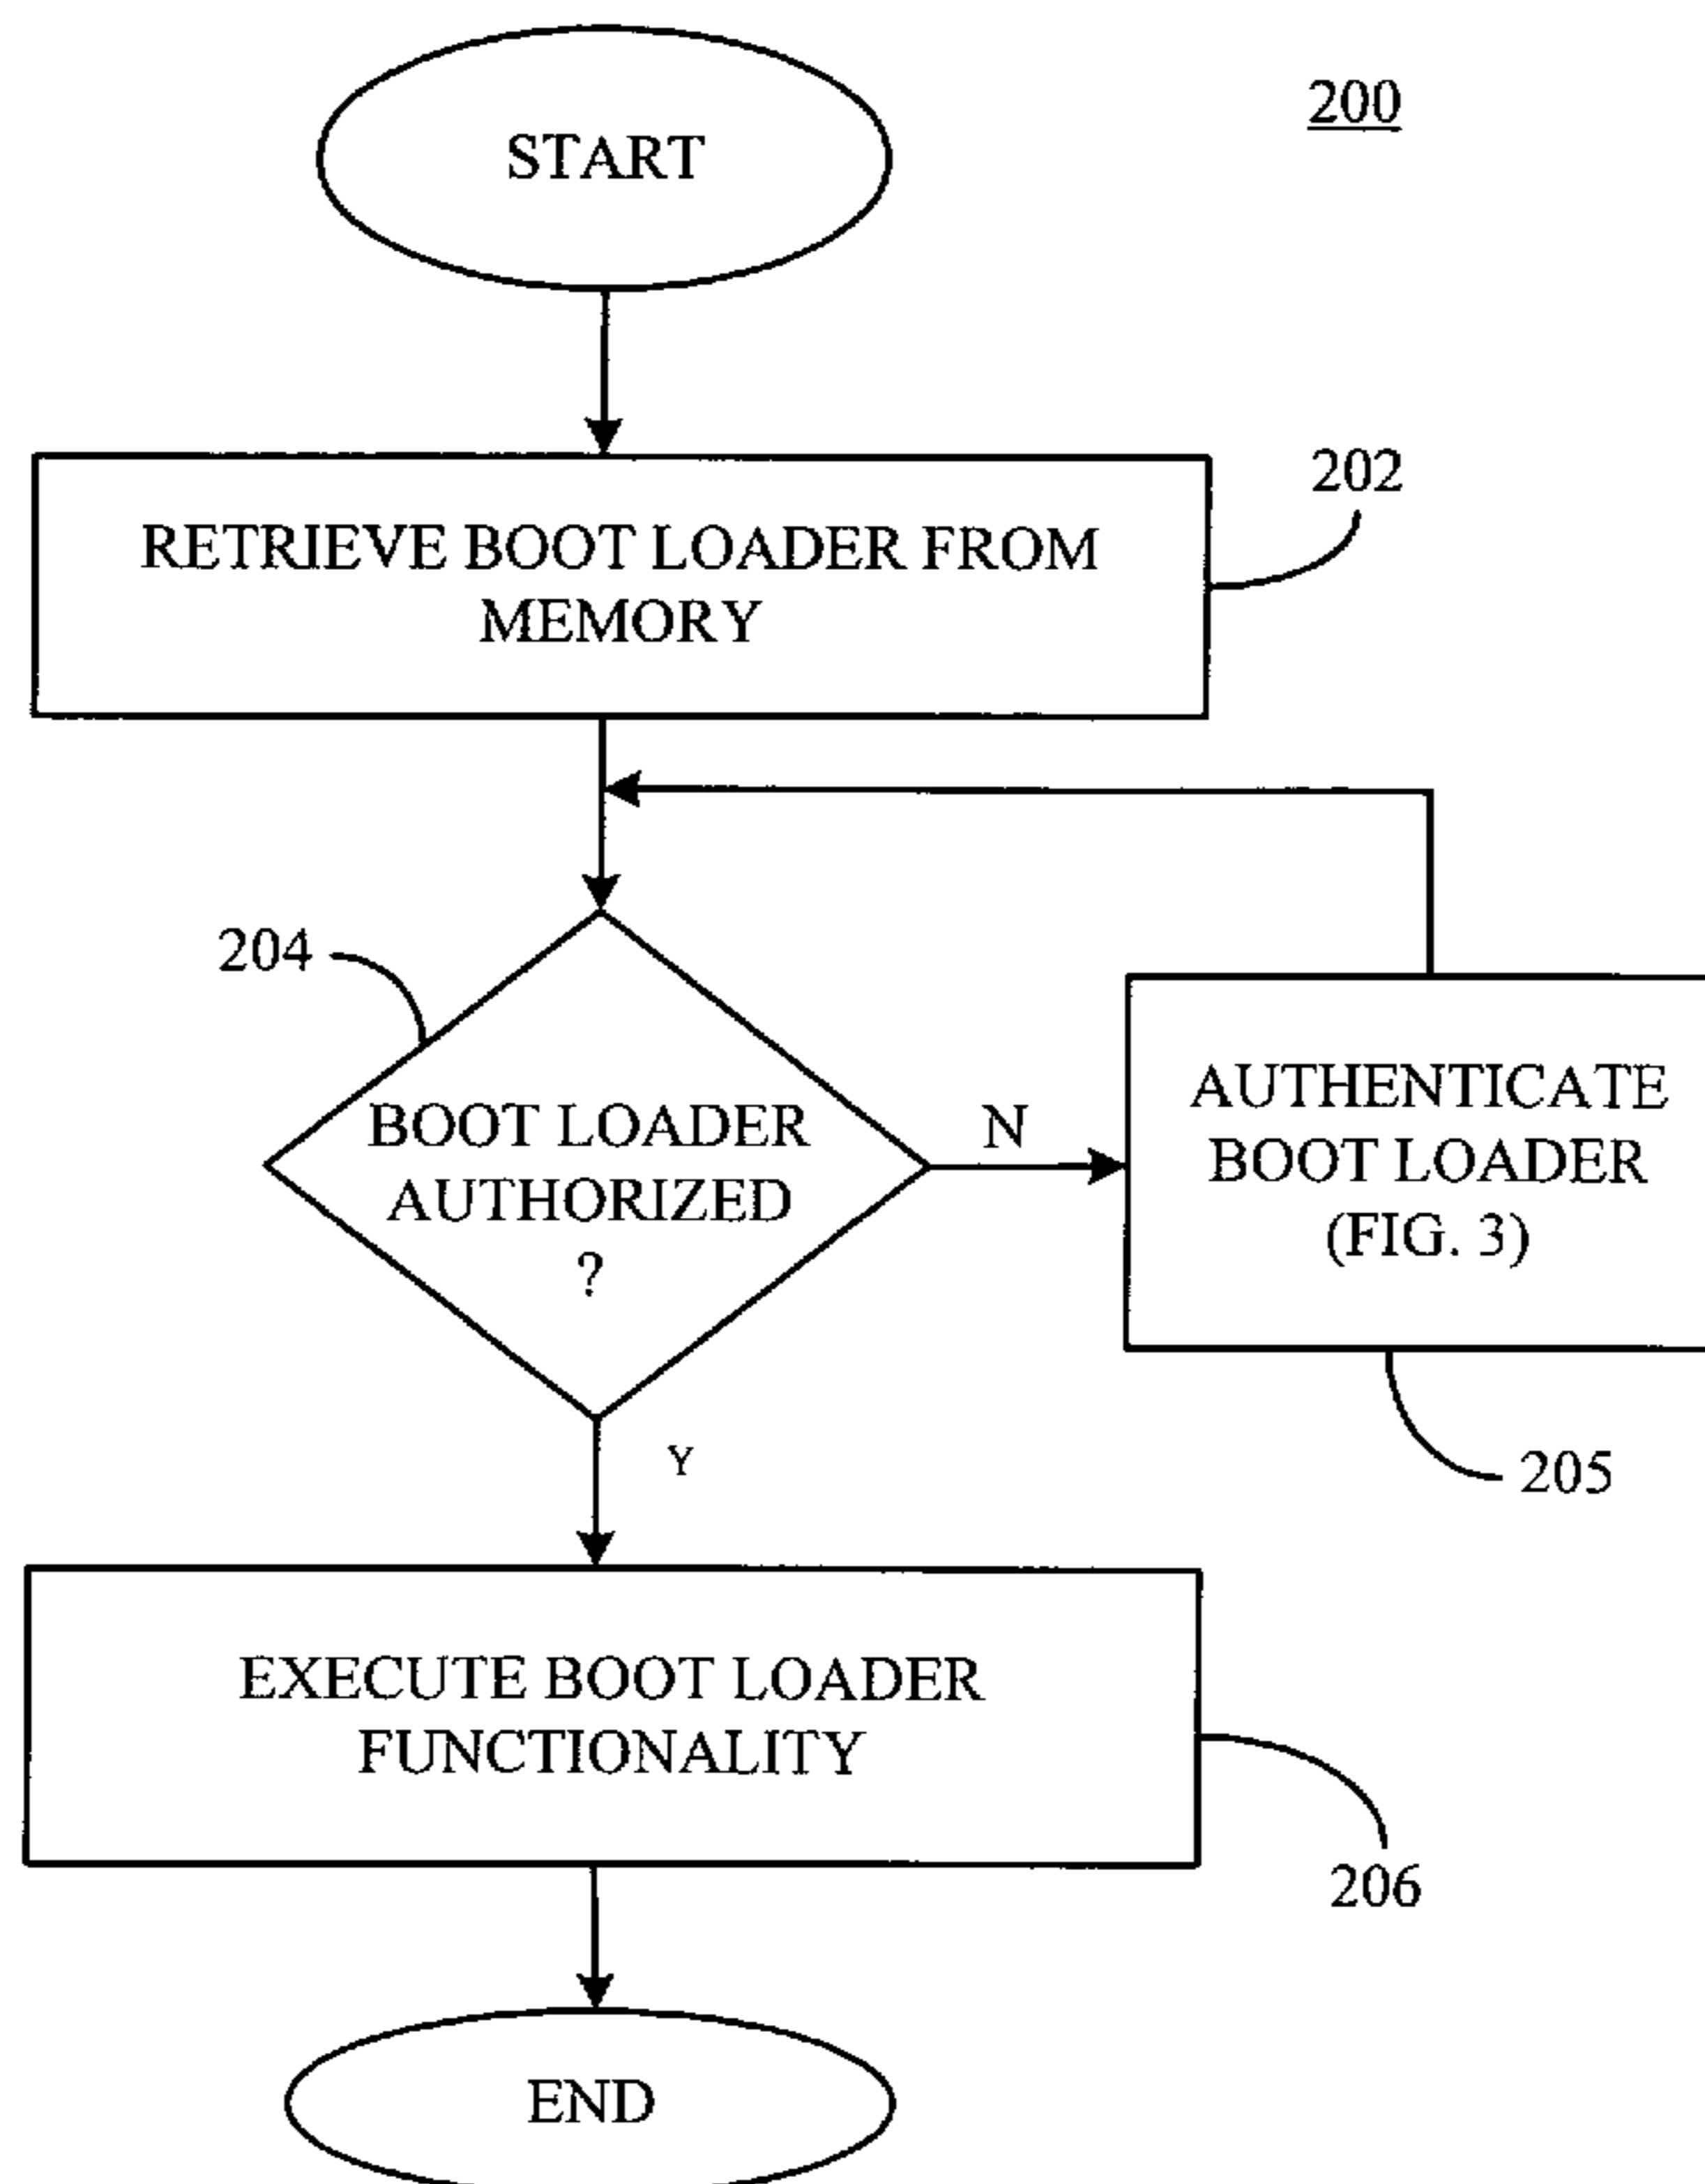 START
200
RETRIEVE BOOT LOADER FROM
MEMORY
202
204
BOOT LOADER
AUTHORIZED
?
N
AUTHENTICATE
BOOT LOADER
(FIG. 3)
205
Y
EXECUTE BOOT LOADER
FUNCTIONALITY
206
END